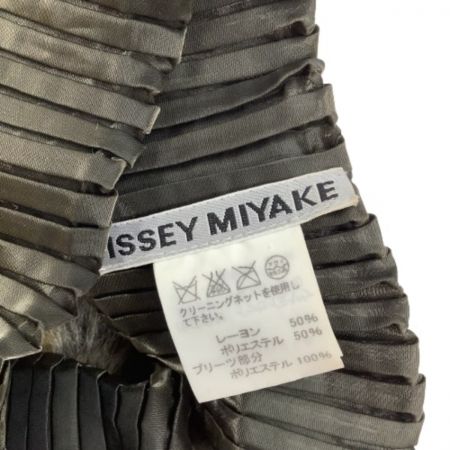 ISSEY MIYAKE
クリーニングネットを使用し
て下さい。
レーヨン 50%
ポリエステル 50%
プリーツ部分
ポリエステル 100%